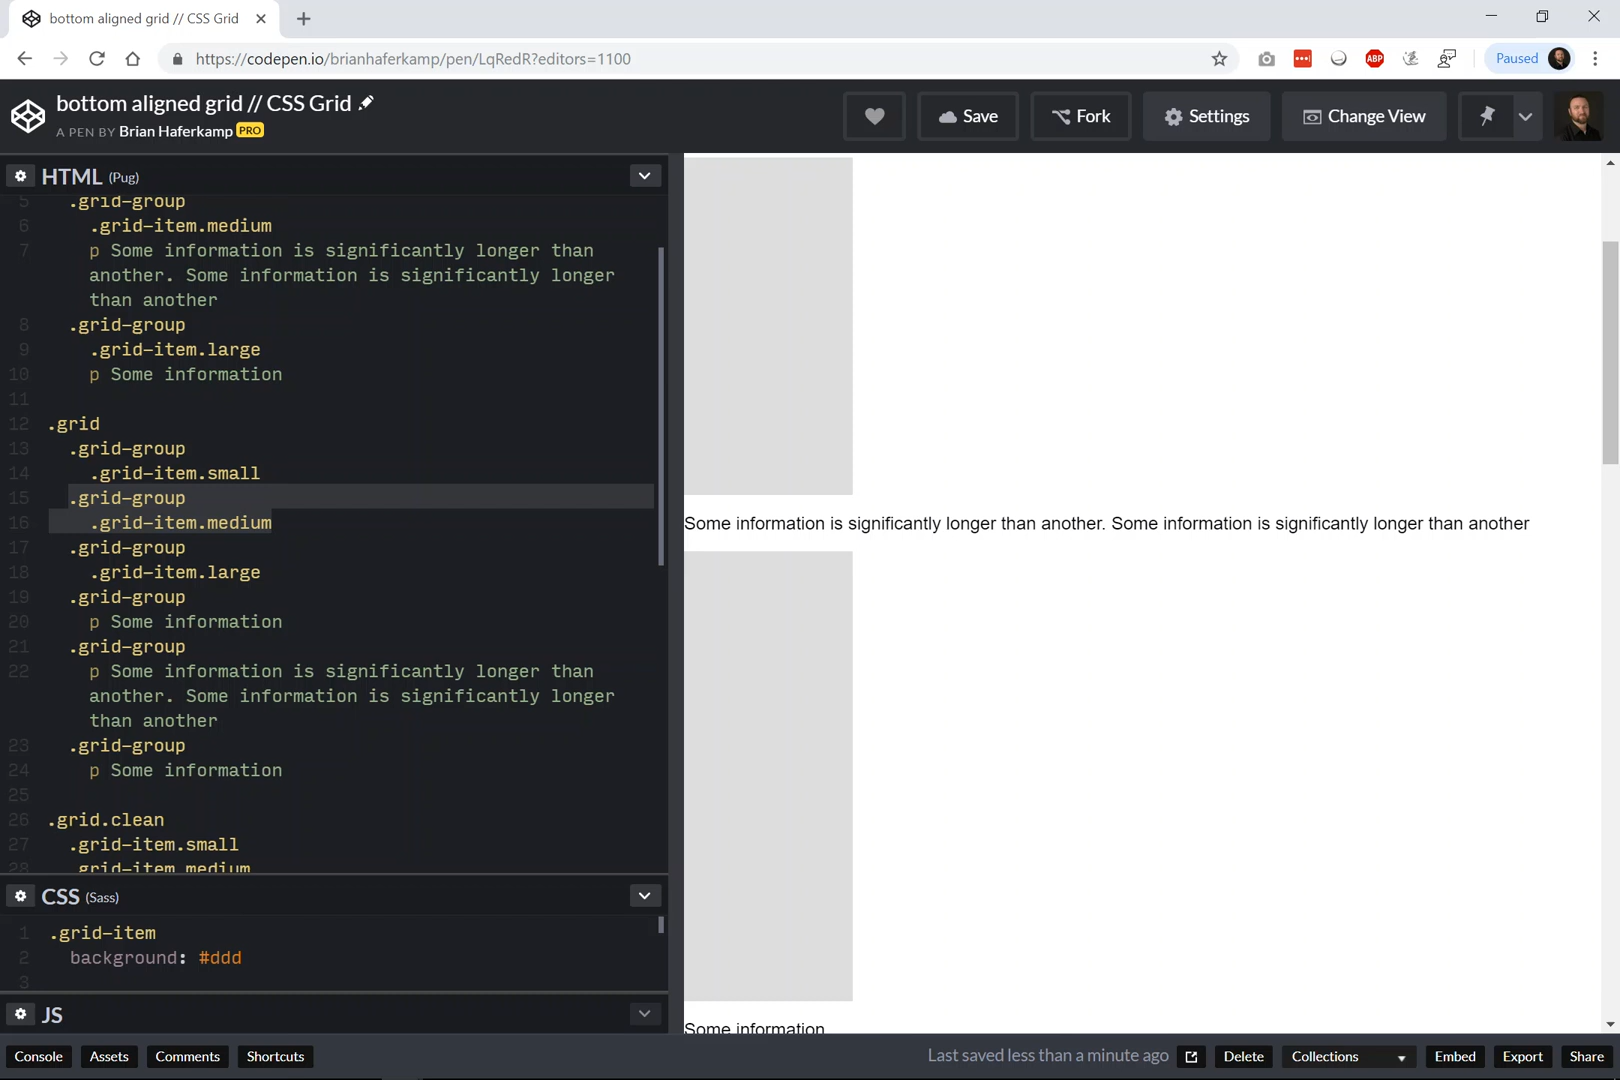 bottom aligned grid // CSS Grid
https://codepen.io/brianhaferkamp/pen/LqRedR?editors=1100
ABP
Paused
bottom aligned grid // CSS Grid
A PEN BY Brian Haferkamp PRO
Save
Fork
Settings
Change View
HTML (Pug)
5 .grid-group
6 .grid-item.medium
7 p Some information is significantly longer than
another. Some information is significantly longer
than another
8 .grid-group
9 .grid-item.large
10 p Some information
11
12 .grid
13 .grid-group
14 .grid-item.small
15 .grid-group
16 .grid-item.medium
17 .grid-group
18 .grid-item.large
19 .grid-group
20 p Some information
21 .grid-group
22 p Some information is significantly longer than
another. Some information is significantly longer
than another
23 .grid-group
24 p Some information
25
26 .grid.clean
27 .grid-item.small
28 .grid-item.medium
CSS (Sass)
1 .grid-item
2 background: #ddd
3
JS
Some information is significantly longer than another. Some information is significantly longer than another
Some information
Console
Assets
Comments
Shortcuts
Last saved less than a minute ago
Delete
Collections
Embed
Export
Share